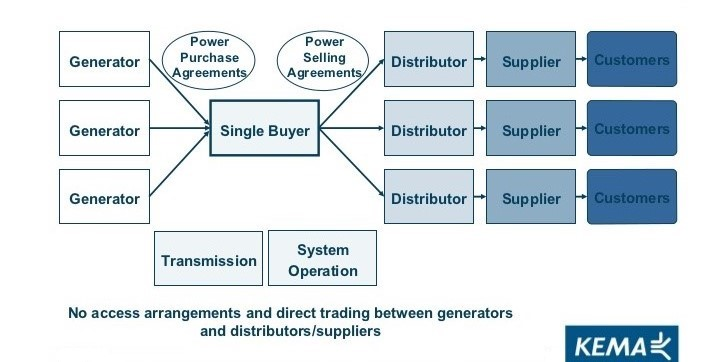 Power
Purchase
Agreements
Power
Selling
Agreements
Generator
Distributor
Supplier
Customers
Generator
Single Buyer
Distributor
Supplier
Customers
Generator
Distributor
Supplier
Customers
Transmission
System
Operation
No access arrangements and direct trading between generators
and distributors/suppliers
KEMA